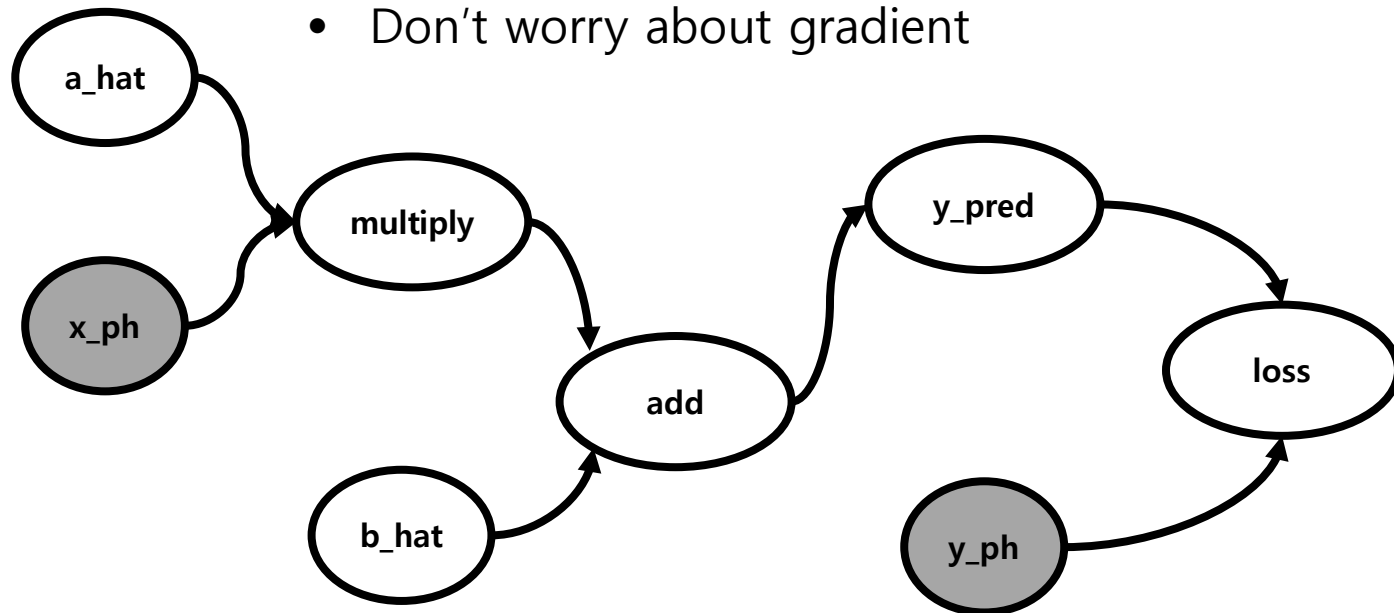 • Don't worry about gradient
a_hat
multiply
y_pred
x_ph
loss
add
b_hat
y_ph